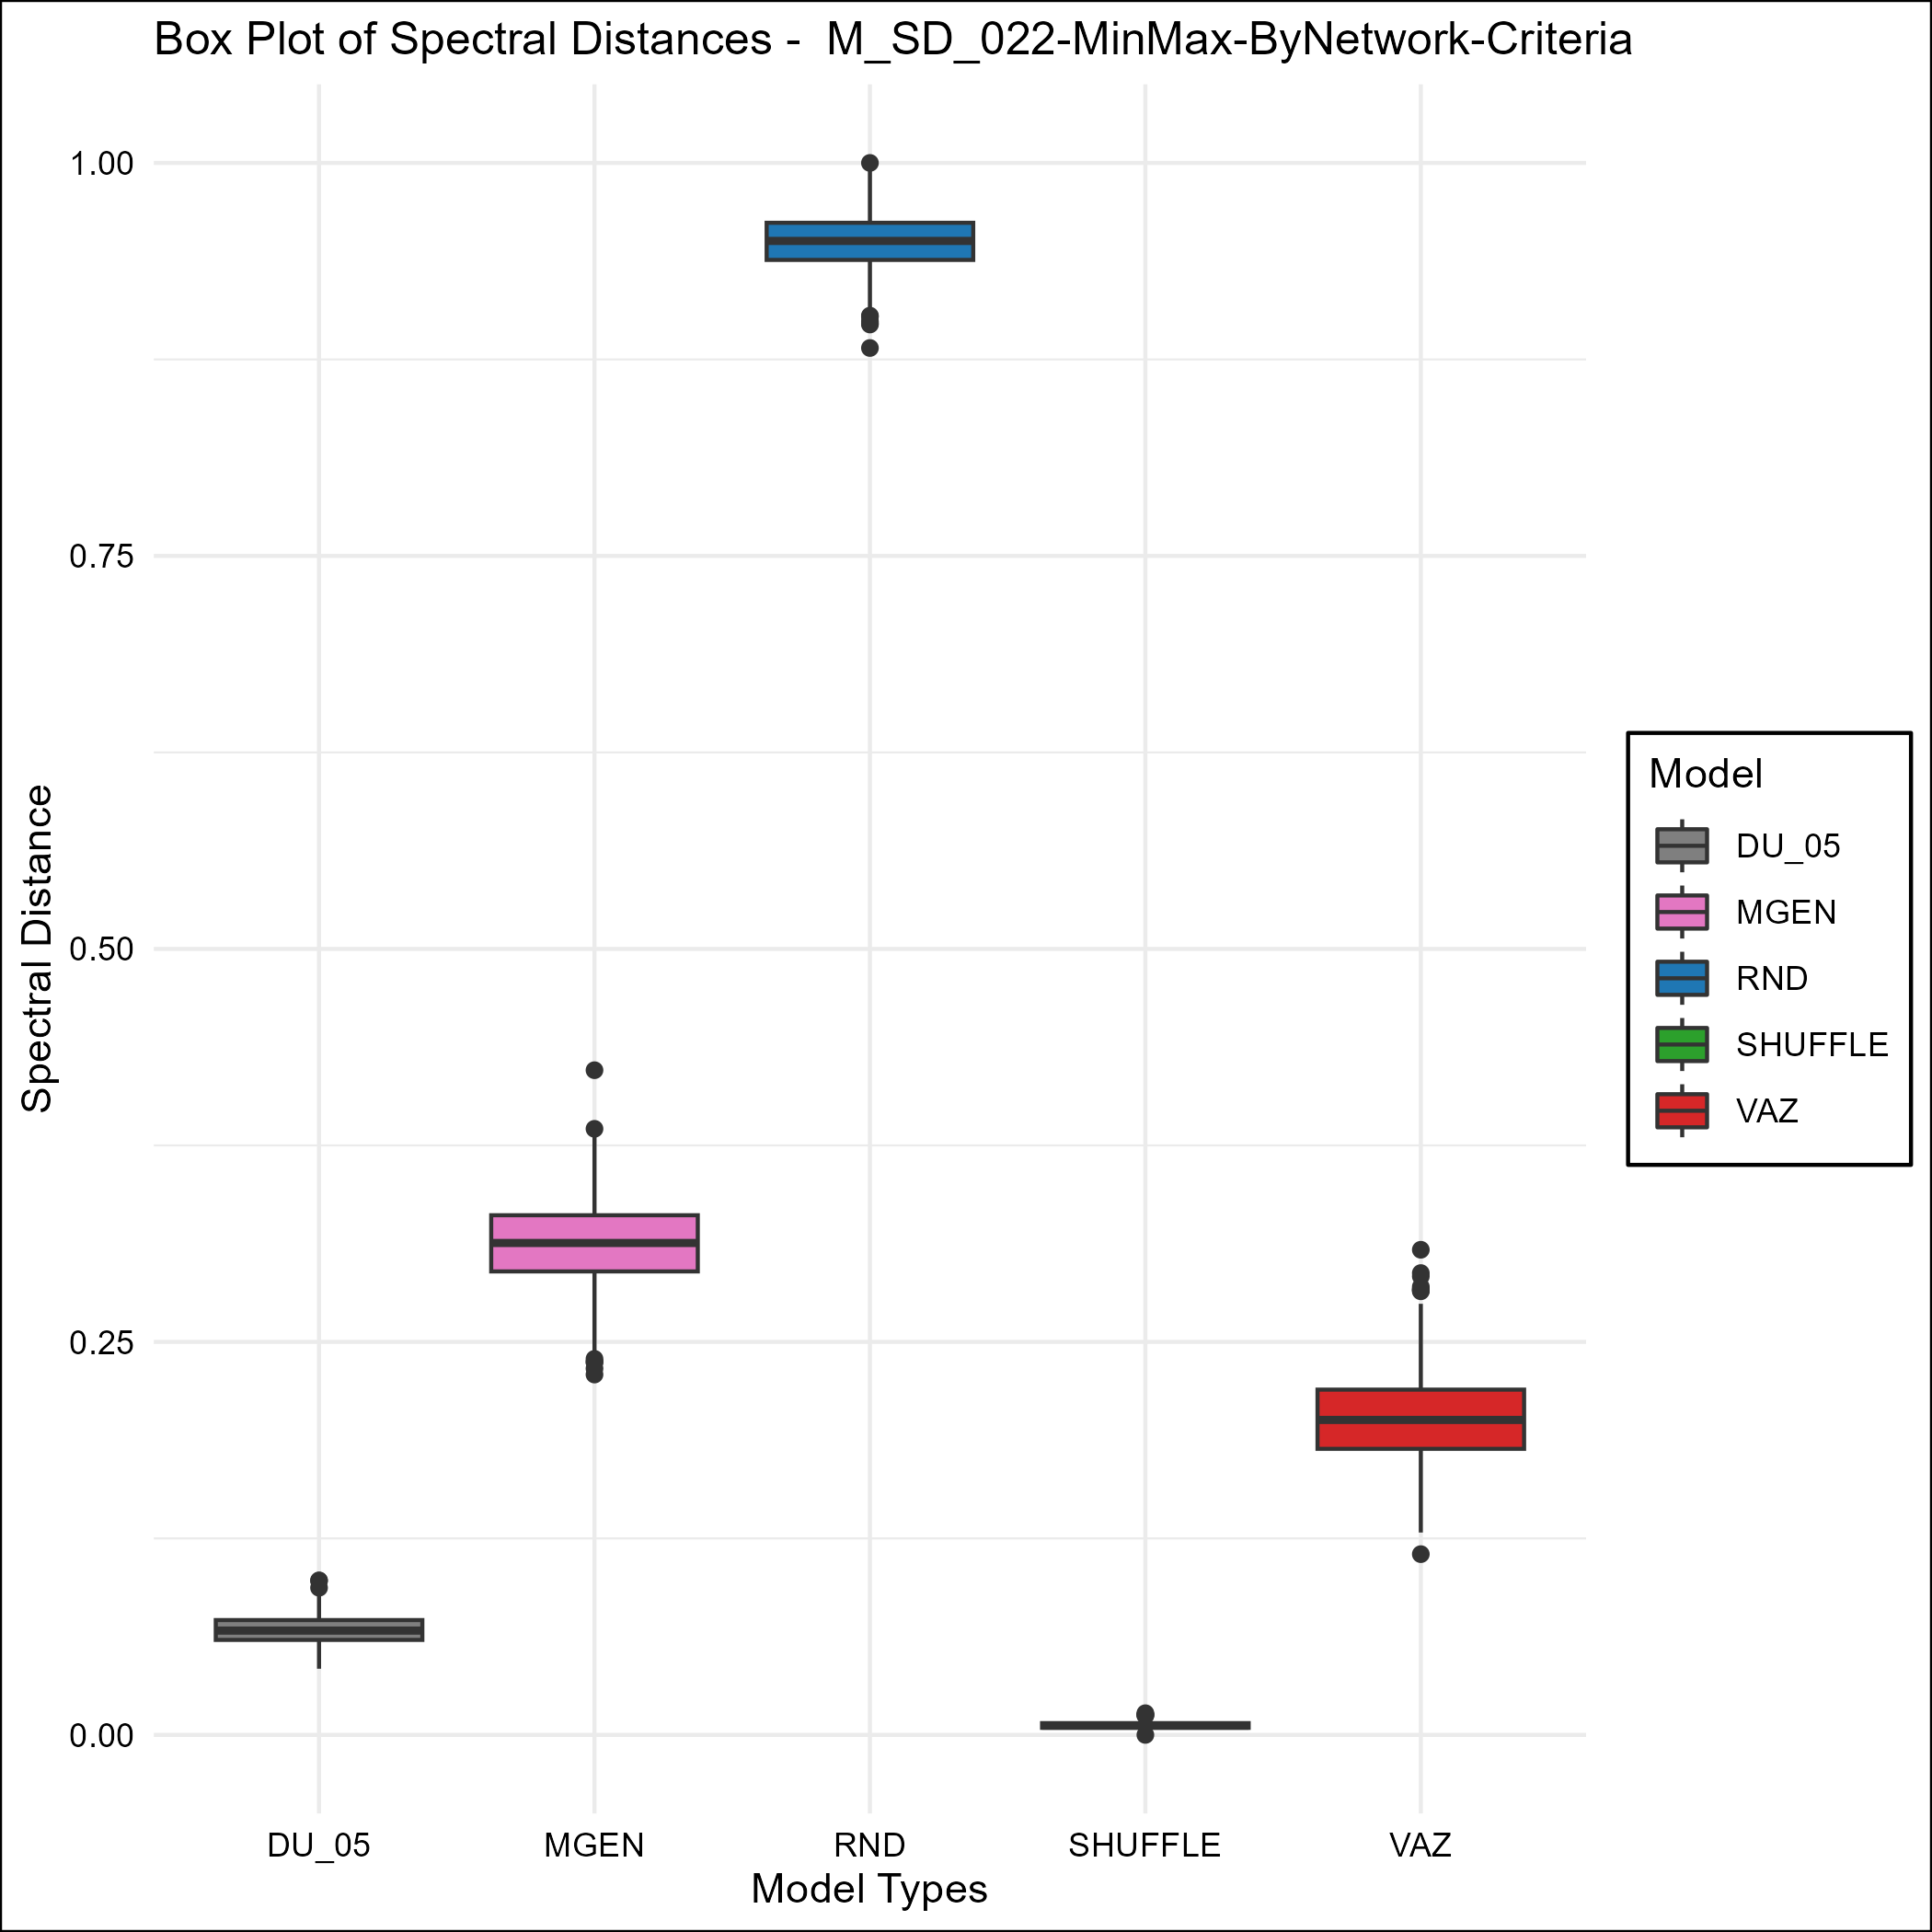 Box Plot of Spectral Distances -  M_SD_022-MinMax-ByNetwork-Criteria
1.00
0.75
0.50
0.25
0.00
Spectral Distance
DU_05
MGEN
RND
SHUFFLE
VAZ
Model Types
Model
DU_05
MGEN
RND
SHUFFLE
VAZ